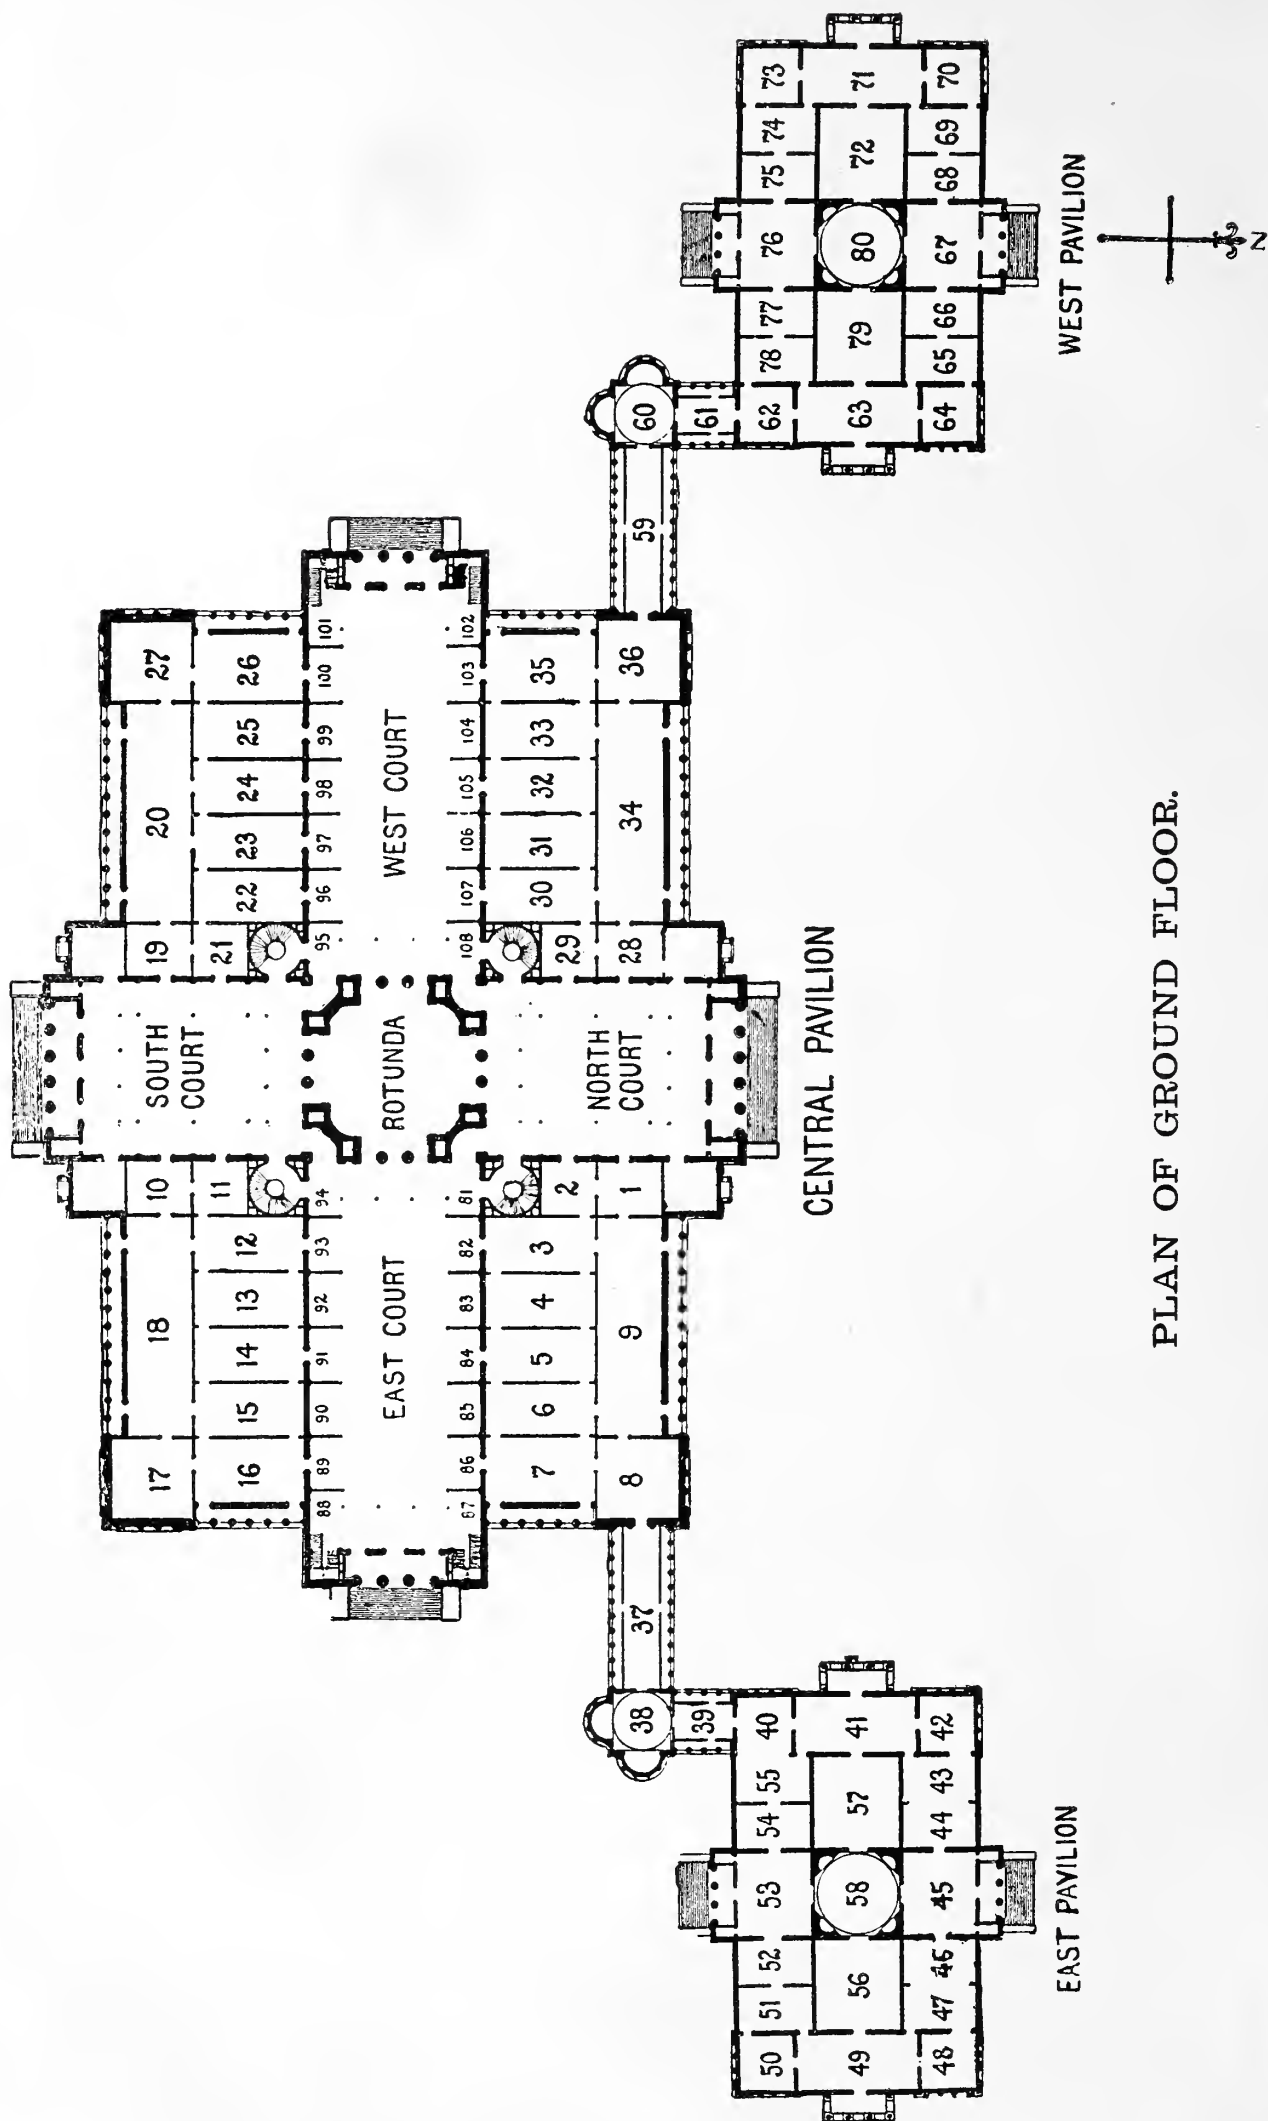 17 18 10 SOUTH 19 20 27
COURT
16 15 14 13 12 11 21 22 23 24 25 26
88 89 90 91 92 93 94 95 96 97 98 99 100 101
EAST COURT ROTUNDA WEST COURT
87 86 85 84 83 82 81 108 107 106 105 104 103 102
7 6 5 4 3 2 29 30 31 32 33 35
NORTH
COURT
8 9 1 28 34 36
38 37 59 60
39 61
50 51 52 53 54 55 40 62 78 77 76 75 74 73
49 56 58 57 41 63 79 80 72 71
48 47 46 45 44 43 42 64 65 66 67 68 69 70
CENTRAL PAVILION
EAST PAVILION
WEST PAVILION
N
PLAN OF GROUND FLOOR.